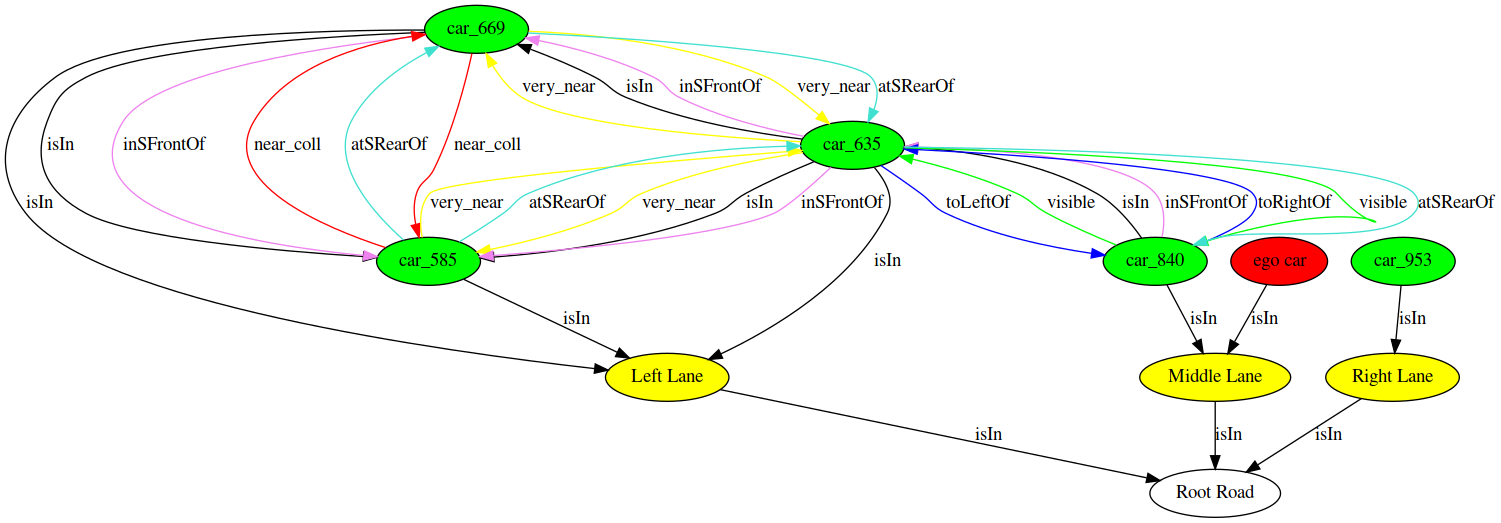 car_669
very_near
isIn
inSFrontOf
very_near
atSRearOf
isIn
inSFrontOf
near_coll
atSRearOf
near_coll
car_635
isIn
very_near
atSRearOf
very_near
isIn
inSFrontOf
toLeftOf
visible
isIn
inSFrontOf
toRightOf
visible
atSRearOf
car_585
isIn
car_840
ego car
car_953
isIn
isIn
isIn
isIn
Left Lane
Middle Lane
Right Lane
isIn
isIn
isIn
Root Road